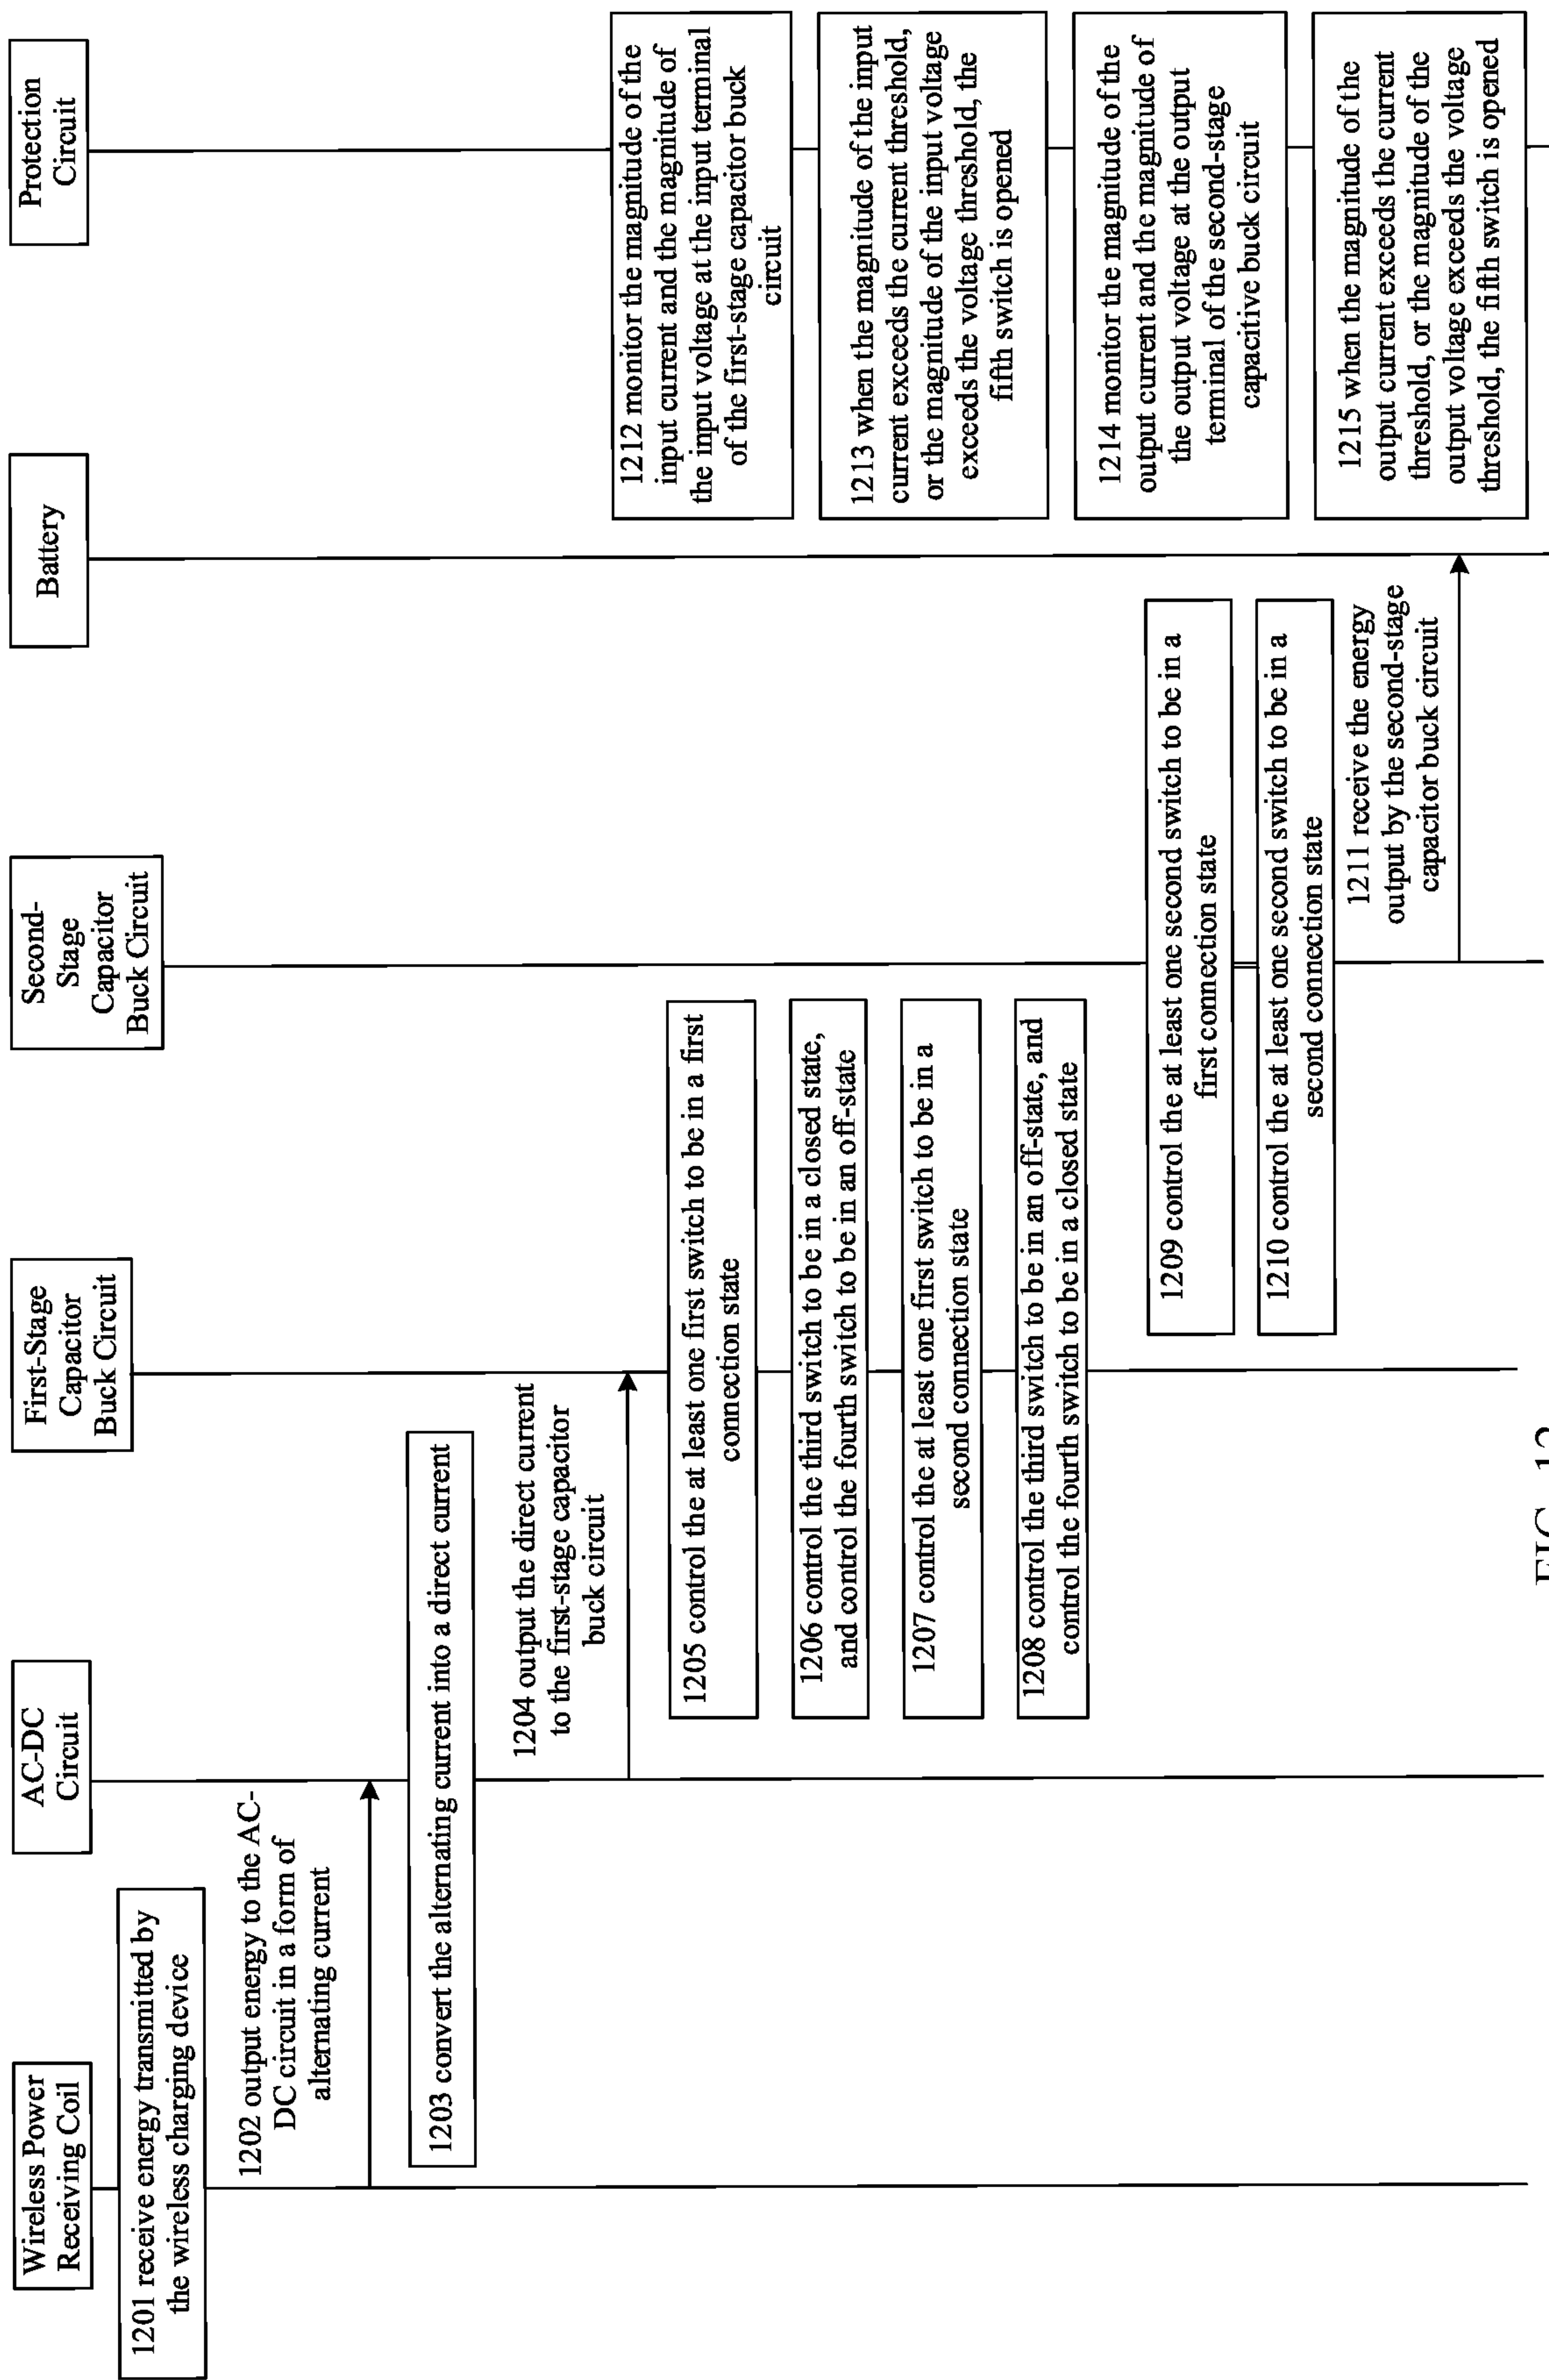 Wireless Power
Receiving Coil
AC-DC
Circuit
First-Stage
Capacitor
Buck Circuit
Second-
Stage
Capacitor
Buck Circuit
Battery
Protection
Circuit
1201 receive energy transmitted by
the wireless charging device
1202 output energy to the AC-
DC circuit in a form of
alternating current
1203 convert the alternating current into a direct current
1204 output the direct current
to the first-stage capacitor
buck circuit
1205 control the at least one first switch to be in a first
connection state
1206 control the third switch to be in a closed state,
and control the fourth switch to be in an off-state
1207 control the at least one first switch to be in a
second connection state
1208 control the third switch to be in an off-state, and
control the fourth switch to be in a closed state
1209 control the at least one second switch to be in a
first connection state
1210 control the at least one second switch to be in a
second connection state
1211 receive the energy
output by the second-stage
capacitor buck circuit
1212 monitor the magnitude of the
input current and the magnitude of
the input voltage at the input terminal
of the first-stage capacitor buck
circuit
1213 when the magnitude of the input
current exceeds the current threshold,
or the magnitude of the input voltage
exceeds the voltage threshold, the
fifth switch is opened
1214 monitor the magnitude of the
output current and the magnitude of
the output voltage at the output
terminal of the second-stage
capacitive buck circuit
1215 when the magnitude of the
output current exceeds the current
threshold, or the magnitude of the
output voltage exceeds the voltage
threshold, the fifth switch is opened
FIG. 12